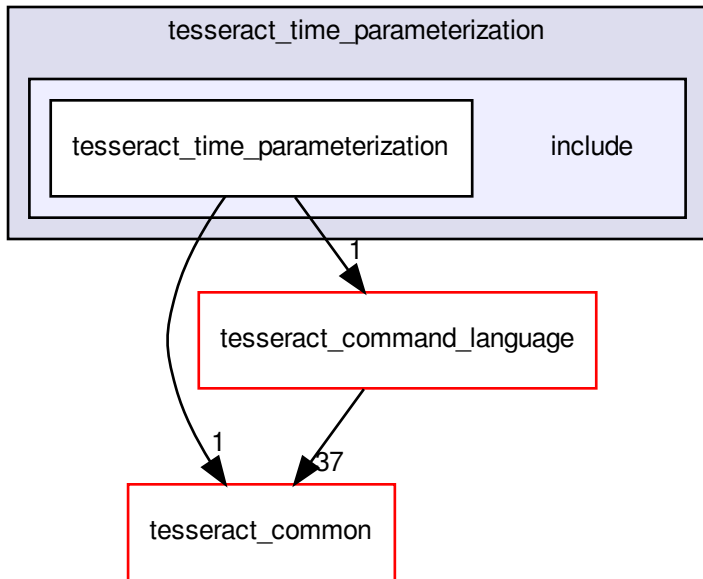 tesseract_time_parameterization
tesseract_time_parameterization
include
1
tesseract_command_language
1
37
tesseract_common